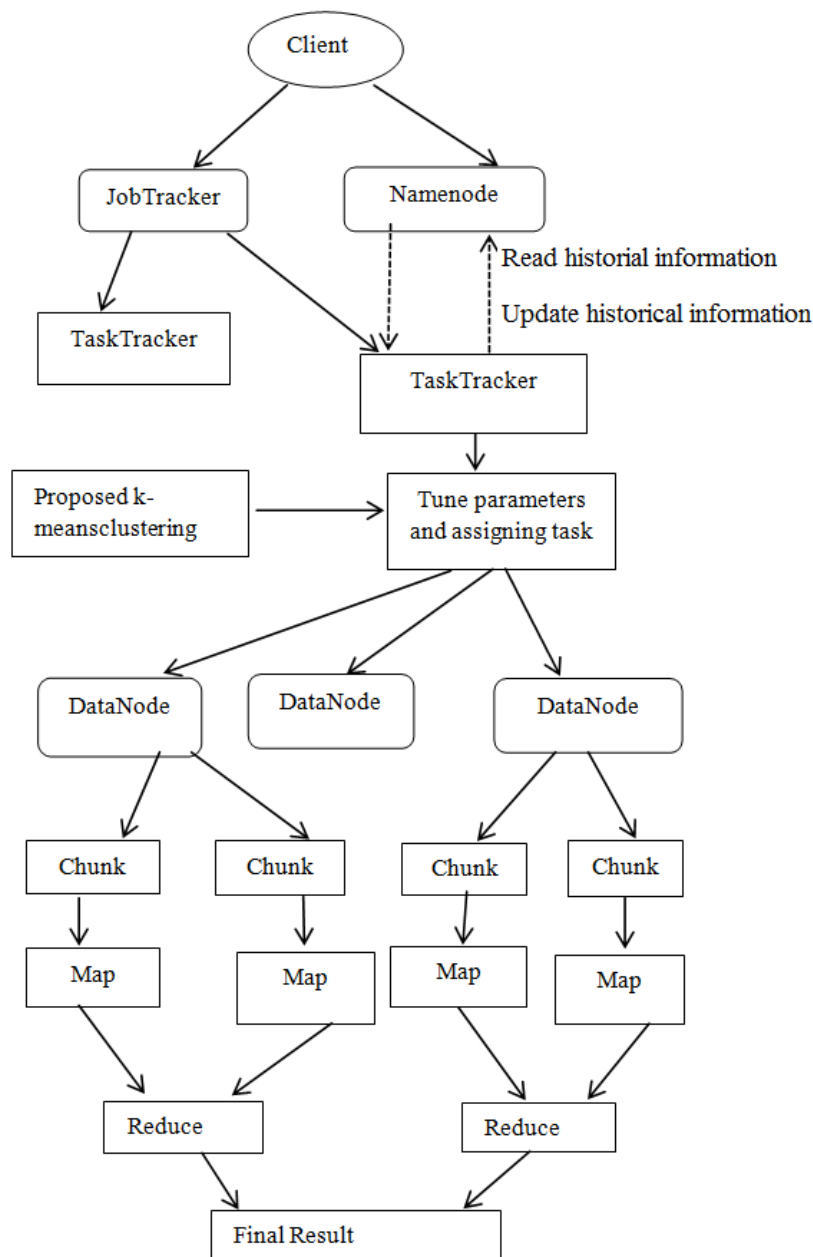 Client
JobTracker
Namenode
Read historial information
Update historical information
TaskTracker
TaskTracker
Proposed k-
meansclustering
Tune parameters
and assigning task
DataNode
DataNode
DataNode
Chunk
Chunk
Chunk
Chunk
Map
Map
Map
Map
Reduce
Reduce
Final Result